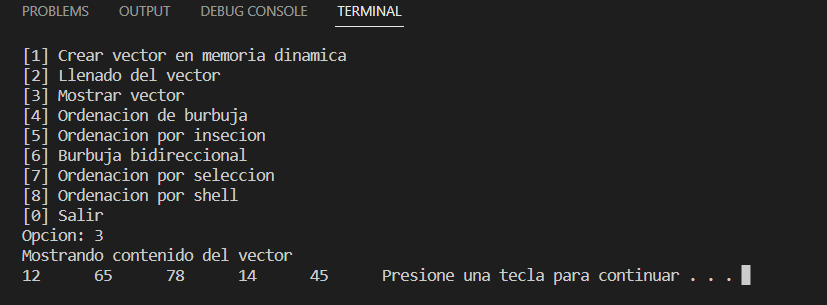 PROBLEMS OUTPUT DEBUG CONSOLE TERMINAL
[1] Crear vector en memoria dinamica
[2] Llenado del vector
[3] Mostrar vector
[4] Ordenacion de burbuja
[5] Ordenacion por insecion
[6] Burbuja bidireccional
[7] Ordenacion por seleccion
[8] Ordenacion por shell
[0] Salir
Opcion: 3
Mostrando contenido del vector
12 65 78 14 45 Presione una tecla para continuar . . .